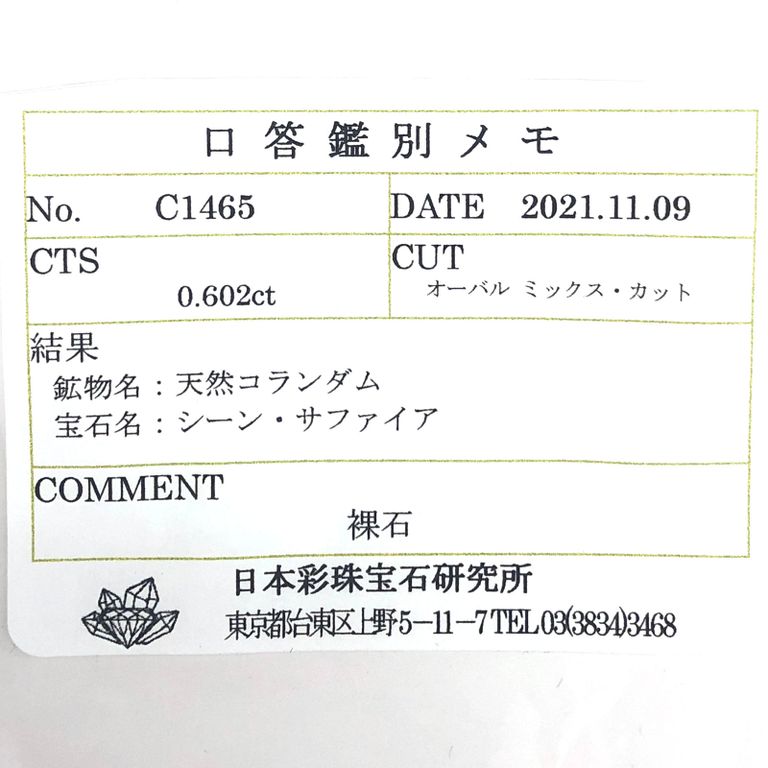 口答鑑別メモ
No. C1465 DATE 2021.11.09
CTS CUT
0.602ct オーバル ミックス・カット
結果
鉱物名：天然コランダム
宝石名：シーン・サファイア
COMMENT
裸石
日本彩珠宝石研究所
東京都台東区上野5－11－7 TEL 03(3834)3468